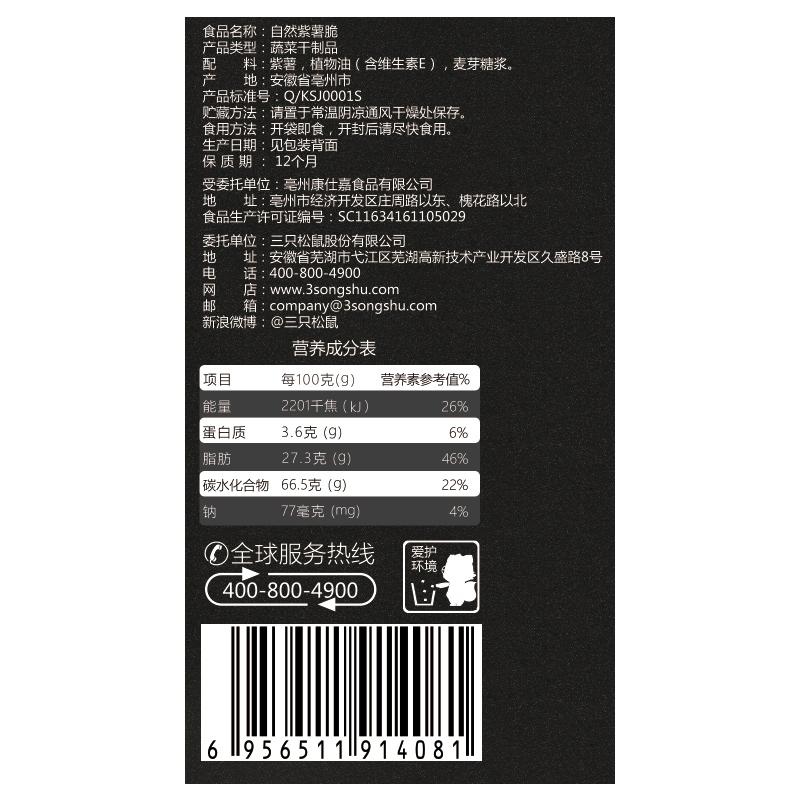 食品名称：自然紫薯脆
产品类型：蔬菜干制品
配 料：紫薯，植物油（含维生素E），麦芽糖浆。
产 地：安徽省亳州市
产品标准号：Q/KSJ0001S
贮藏方法：请置于常温阴凉通风干燥处保存。
食用方法：开袋即食，开封后请尽快食用。
生产日期：见包装背面
保 质 期 ： 12个月
受委托单位：亳州康仕嘉食品有限公司
地 址：亳州市经济开发区庄周路以东、槐花路以北
食品生产许可证编号：SC11634161105029
委托单位：三只松鼠股份有限公司
地 址：安徽省芜湖市弋江区芜湖高新技术产业开发区久盛路8号
电 话：400-800-4900
网 店：www.3songshu.com
邮 箱：company@3songshu.com
新浪微博：@三只松鼠
营养成分表
项目 每100克(g) 营养素参考值%
能量 2201千焦（kJ） 26%
蛋白质 3.6克 (g) 6%
脂肪 27.3克 (g) 46%
碳水化合物 66.5克 (g) 22%
钠 77毫克 (mg) 4%
全球服务热线
400-800-4900
爱护
环境
6 956511 914081